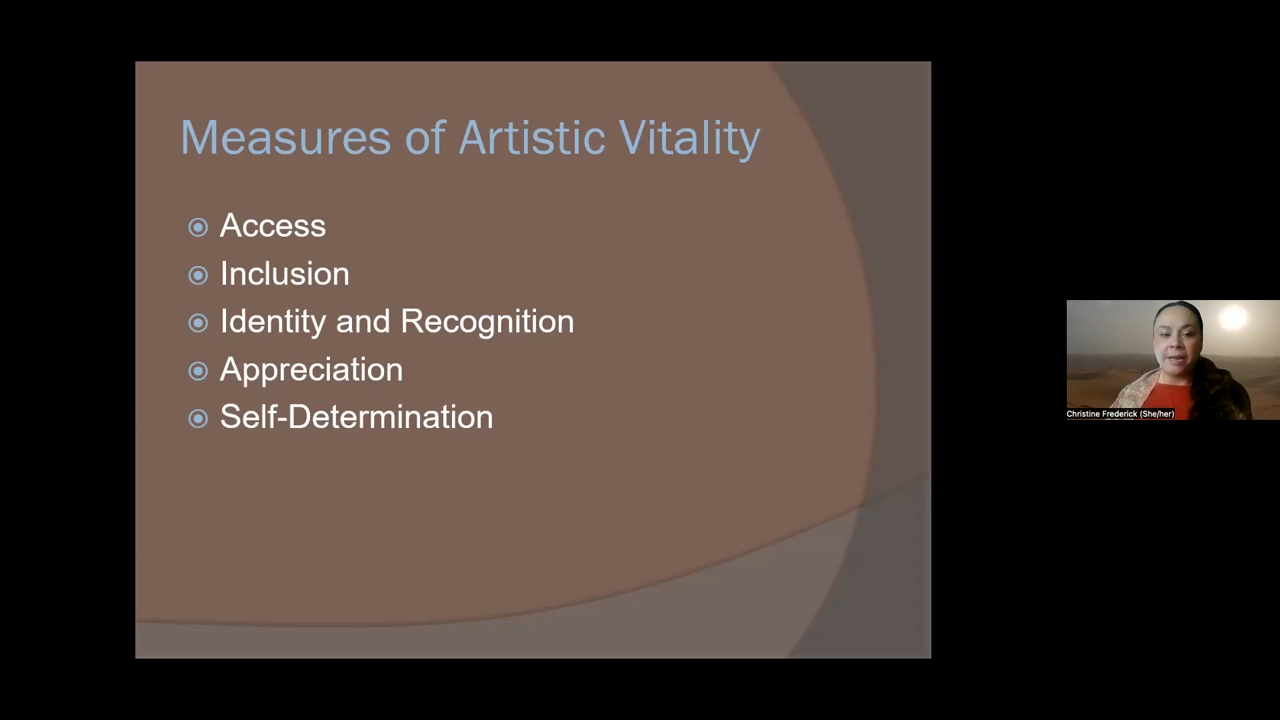 Measures of Artistic Vitality
Access
Inclusion
Identity and Recognition
Appreciation
Self-Determination
Christine Frederick (She/her)